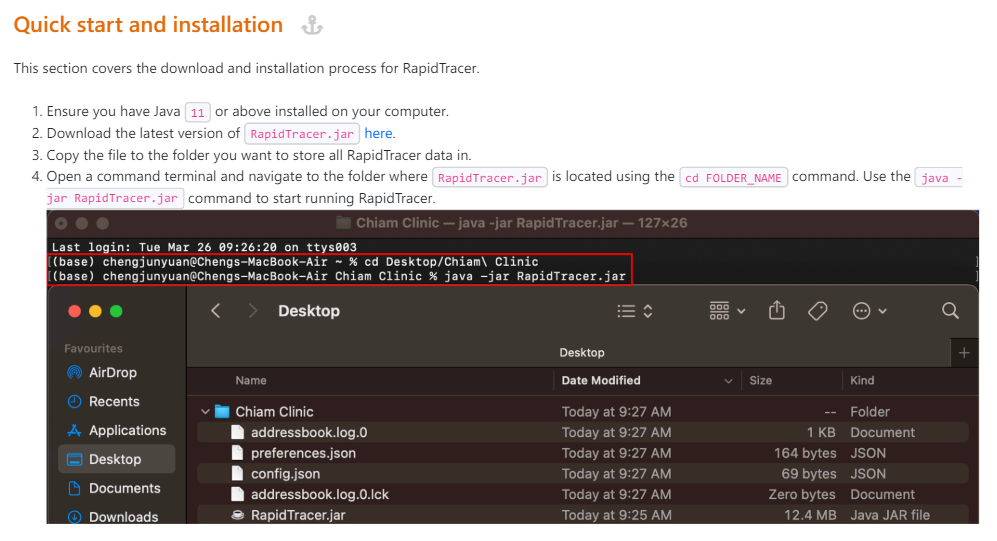 Quick start and installation
This section covers the download and installation process for RapidTracer.
1. Ensure you have Java 11 or above installed on your computer.
2. Download the latest version of RapidTracer.jar here.
3. Copy the file to the folder you want to store all RapidTracer data in.
4. Open a command terminal and navigate to the folder where RapidTracer.jar is located using the cd FOLDER_NAME command. Use the java -
jar RapidTracer.jar command to start running RapidTracer.
Chiam Clinic — java -jar RapidTracer.jar — 127×26
Last login: Tue Mar 26 09:26:20 on ttys003
[(base) chengjunyuan@Chengs-MacBook-Air ~ % cd Desktop/Chiam\ Clinic ]
[(base) chengjunyuan@Chengs-MacBook-Air Chiam Clinic % java -jar RapidTracer.jar ]
Desktop
Favourites
Desktop
AirDrop
Name Date Modified Size Kind
Recents
Chiam Clinic Today at 9:27 AM -- Folder
Applications
addressbook.log.0 Today at 9:27 AM 1 KB Document
preferences.json Today at 9:27 AM 164 bytes JSON
Desktop
config.json Today at 9:27 AM 69 bytes JSON
Documents
addressbook.log.0.lck Today at 9:27 AM Zero bytes Document
Downloads
RapidTracer.jar Today at 9:25 AM 12.4 MB Java JAR file